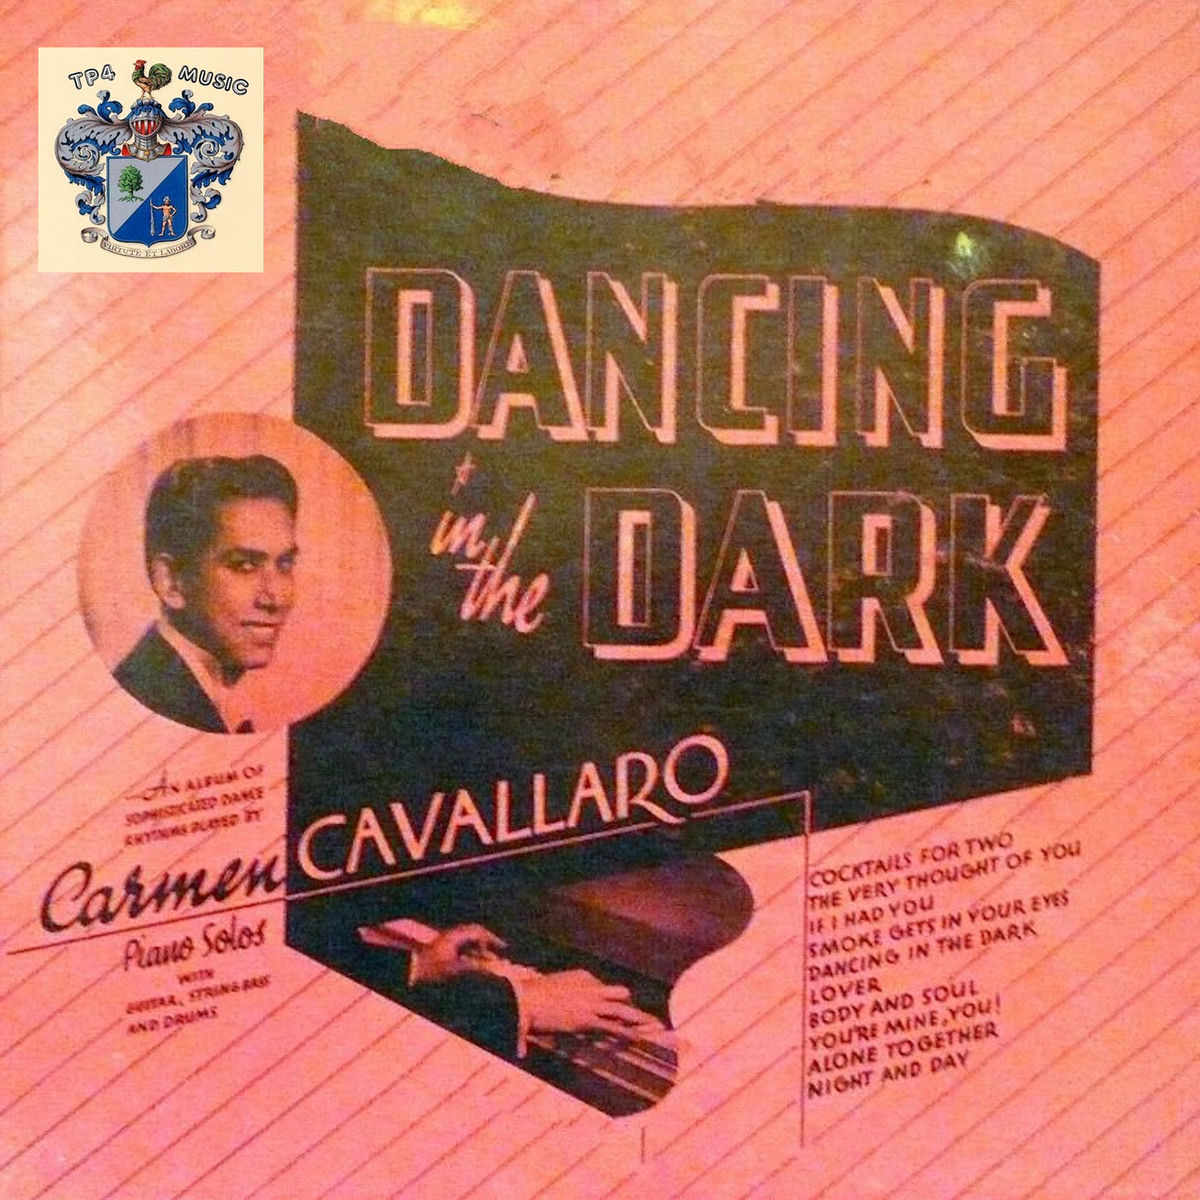 TP4 MUSIC
VIRTUTE ET LABORE
DANCING
in the
DARK
AN ALBUM OF
SOPHISTICATED DANCE
RHYTHMS PLAYED BY
Carmen CAVALLARO
Piano Solos
WITH
GUITAR, STRING-BASS
AND DRUMS
COCKTAILS FOR TWO
THE VERY THOUGHT OF YOU
IF I HAD YOU
SMOKE GETS IN YOUR EYES
DANCING IN THE DARK
LOVER
BODY AND SOUL
YOU'RE MINE, YOU!
ALONE TOGETHER
NIGHT AND DAY